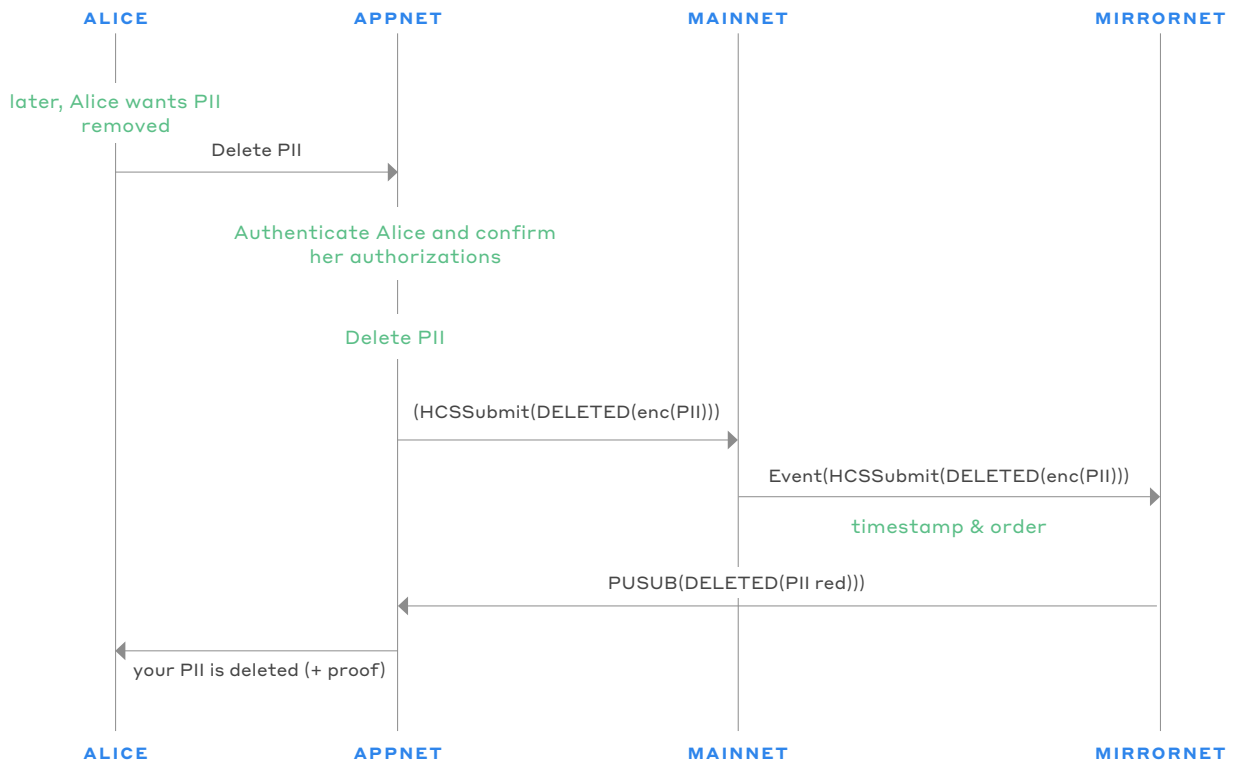 ALICE APPNET MAINNET MIRRORNET
later, Alice wants PII
removed
Delete PII
Authenticate Alice and confirm
her authorizations
Delete PII
(HCSSubmit(DELETED(enc(PII)))
Event(HCSSubmit(DELETED(enc(PII)))
timestamp & order
PUSUB(DELETED(PII red)))
your PII is deleted (+ proof)
ALICE APPNET MAINNET MIRRORNET